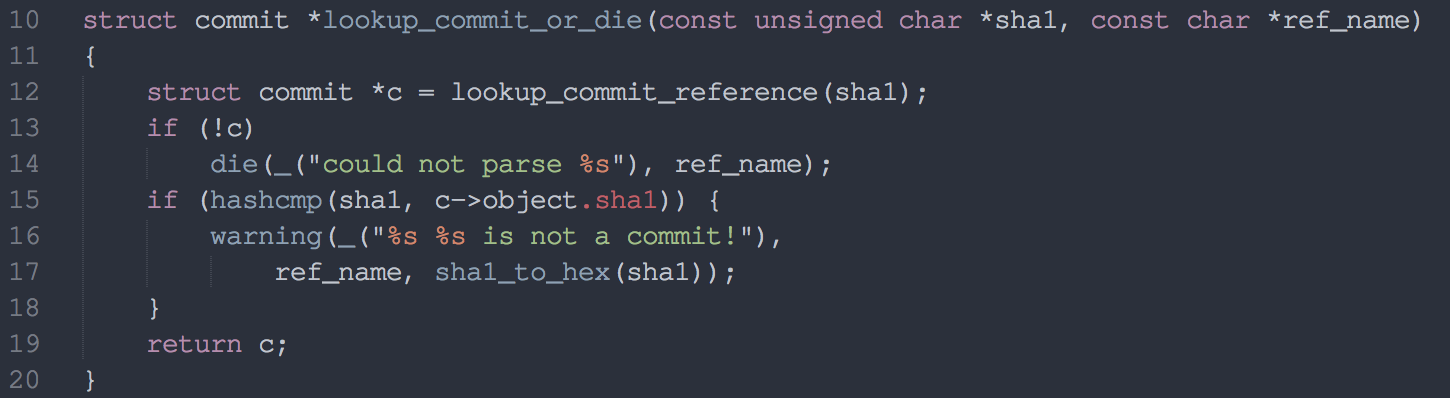 10 struct commit *lookup_commit_or_die(const unsigned char *sha1, const char *ref_name)
11 {
12     struct commit *c = lookup_commit_reference(sha1);
13     if (!c)
14         die(_("could not parse %s"), ref_name);
15     if (hashcmp(sha1, c->object.sha1)) {
16         warning(_("%s %s is not a commit!"),
17             ref_name, sha1_to_hex(sha1));
18     }
19     return c;
20 }